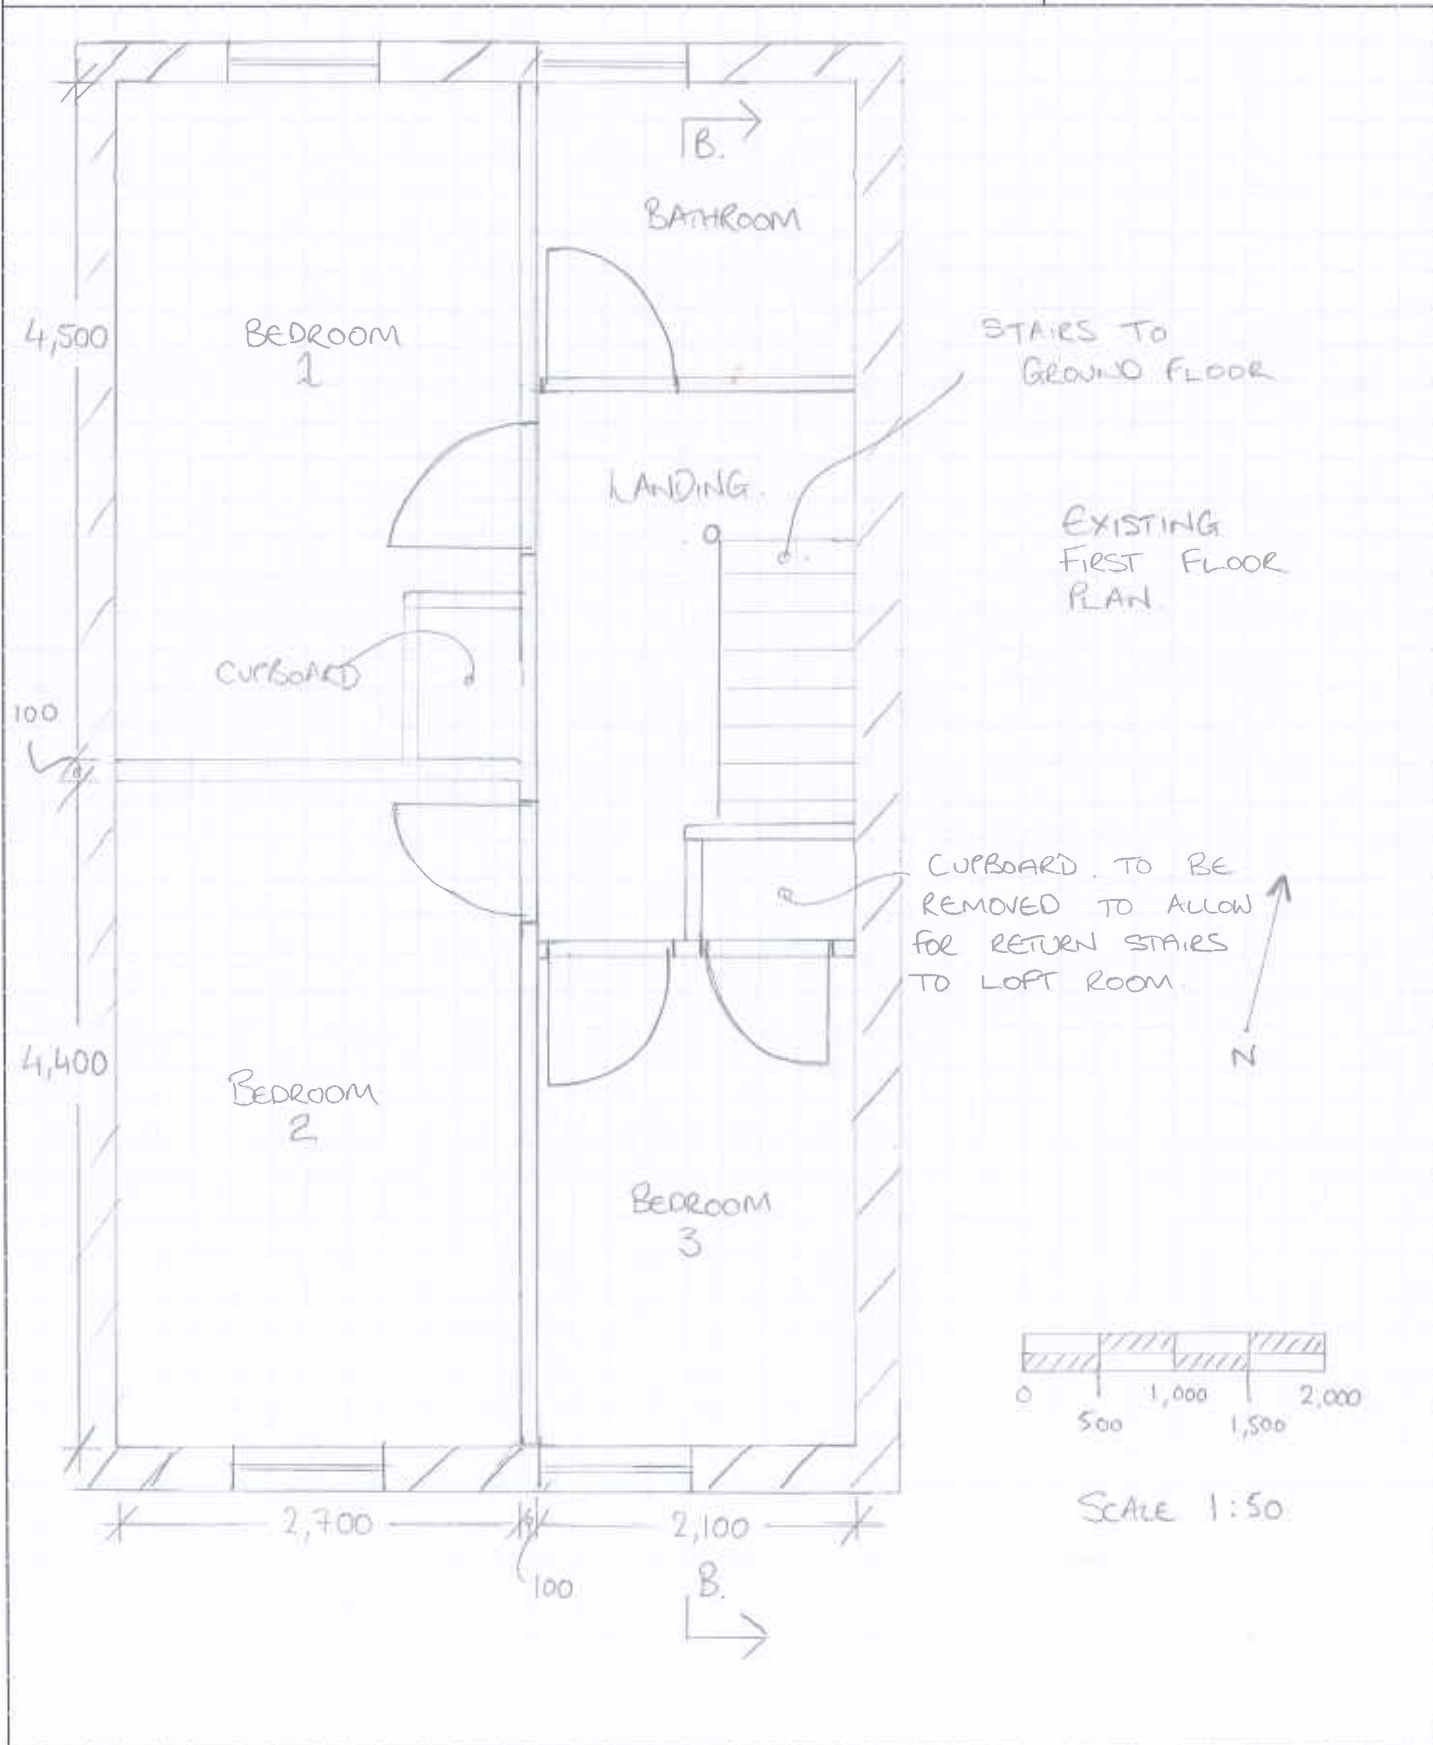 B.
BATHROOM
4,500
BEDROOM
1
STAIRS TO
GROUND FLOOR
LANDING.
EXISTING
FIRST FLOOR
PLAN.
CUPBOARD
100
CUPBOARD. TO BE
REMOVED TO ALLOW
FOR RETURN STAIRS
TO LOFT ROOM.
N
4,400
BEDROOM
2
BEDROOM
3
0 500 1,000 1,500 2,000
SCALE 1:50
2,700
2,100
100
B.